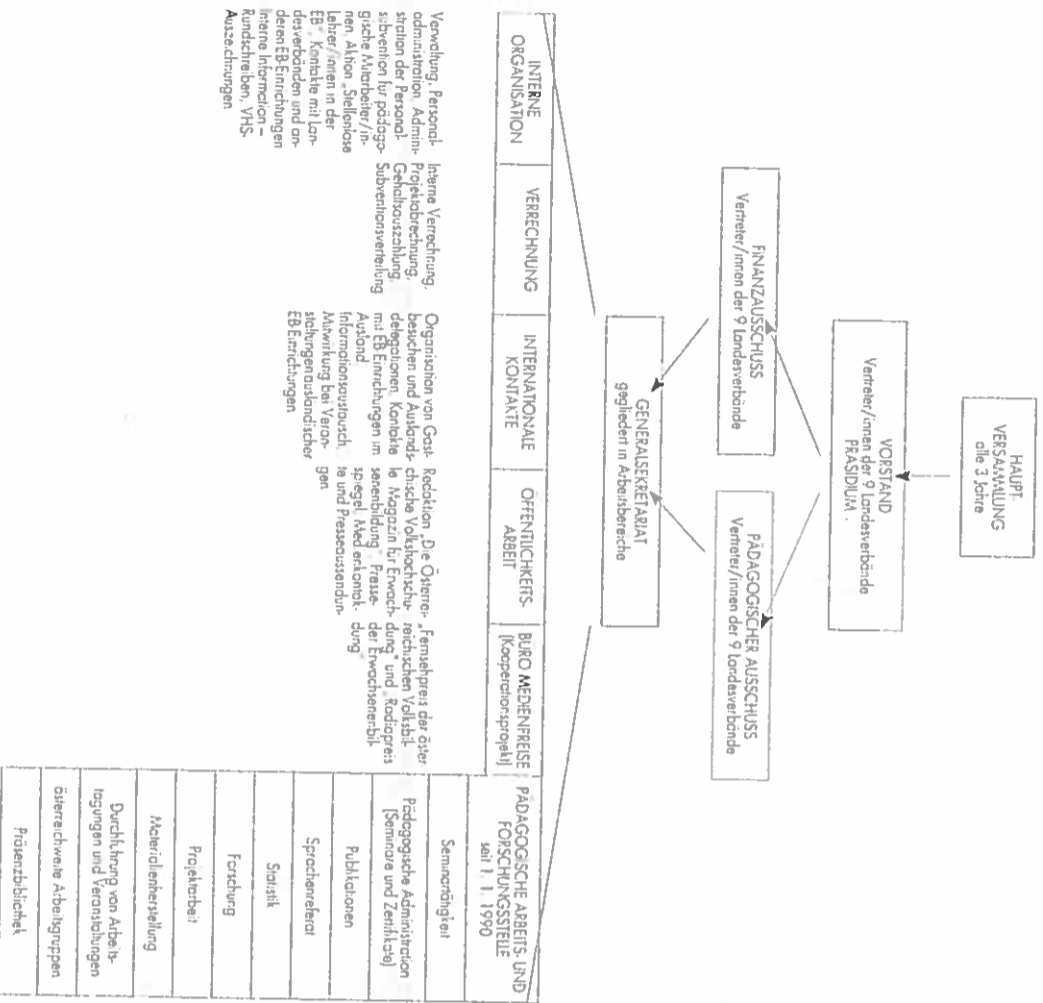 HAUPT-
VERSAMMLUNG
alle 3 Jahre
VORSTAND
Vertreter/innen der 9 Landesverbände
PRÄSIDIUM
FINANZAUSSCHUSS
Vertreter/innen der 9 Landesverbände
PÄDAGOGISCHER AUSSCHUSS
Vertreter/innen der 9 Landesverbände
GENERALSEKRETARIAT
gegliedert in Arbeitsbereiche
INTERNE
ORGANISATION
Verwaltung, Personal-
administration, Admini-
stration der Personal-
subvention für pädago-
gische Mitarbeiter/in-
nen, Aktion „Stellenlose
Lehrer/innen in der
EB", Kontakte mit Lan-
desverbänden und an-
deren EB-Einrichtungen
Interne Information –
Rundschreiben, VHS-
Auszeichnungen
VERRECHNUNG
Interne Verrechnung,
Projektabrechnung,
Gehaltsauszahlung,
Subventionsverteilung
INTERNATIONALE
KONTAKTE
Organisation von Gast-
besuchen und Auslands-
delegationen, Kontakte
mit EB-Einrichtungen im
Ausland,
Informationsaustausch,
Mitwirkung bei Veran-
staltungen ausländischer
EB-Einrichtungen
ÖFFENTLICHKEITS-
ARBEIT
Redaktion „Die Österrei-
chische Volkshochschu-
le Magazin für Erwach-
senenbildung" Presse-
spiegel, Medienkontak-
te und Presseaussendun-
gen
BÜRO MEDIENPREISE
(Kooperationsprojekt)
„Fernsehpreis der öster
reichischen Volksbil-
dung" und „Radiopreis
der Erwachsenenbil-
dung"
PÄDAGOGISCHE ARBEITS- UND
FORSCHUNGSSTELLE
seit 1. 1. 1990
Seminartätigkeit
Pädagogische Administration
(Seminare und Zertifikate)
Publikationen
Sprachenreferat
Statistik
Forschung
Projektarbeit
Materialienherstellung
Durchführung von Arbeits-
tagungen und Veranstaltungen
österreichweite Arbeitsgruppen
Präsenzbibliothek